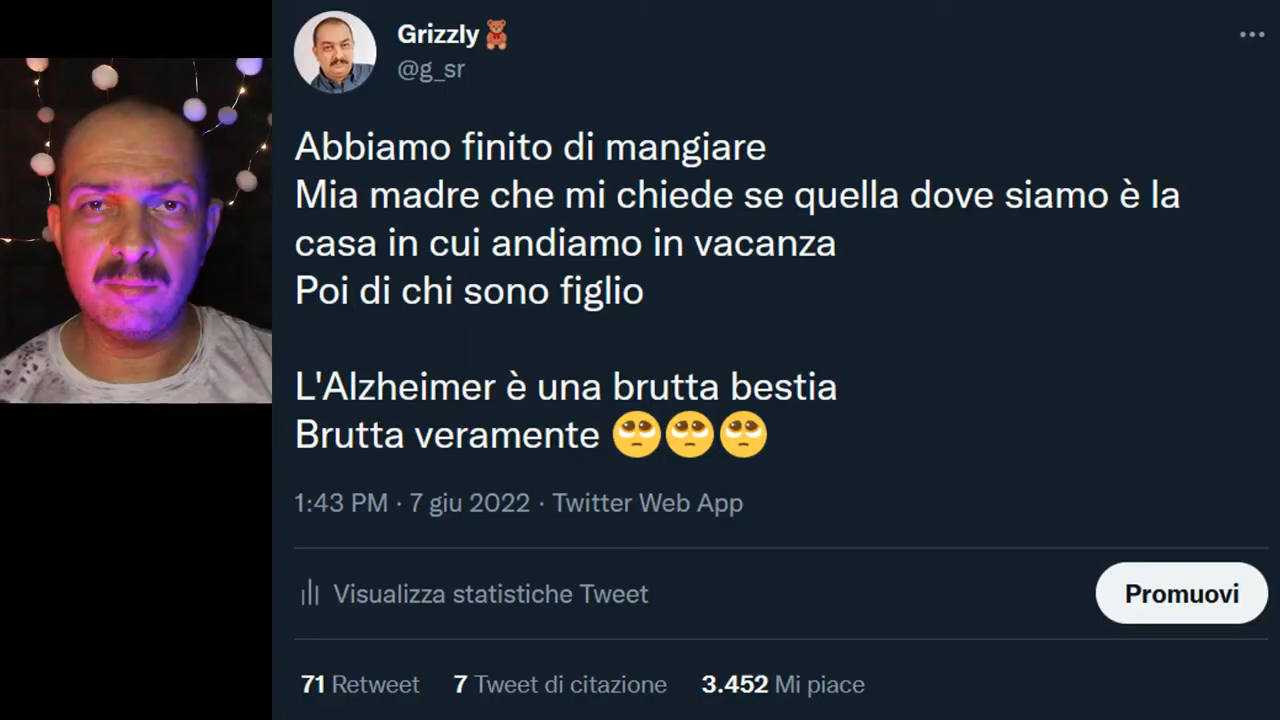 Grizzly🧸
@g_sr
Abbiamo finito di mangiare
Mia madre che mi chiede se quella dove siamo è la
casa in cui andiamo in vacanza
Poi di chi sono figlio
L'Alzheimer è una brutta bestia
Brutta veramente 🥺🥺🥺
1:43 PM · 7 giu 2022 · Twitter Web App
Visualizza statistiche Tweet
Promuovi
71 Retweet 7 Tweet di citazione 3.452 Mi piace